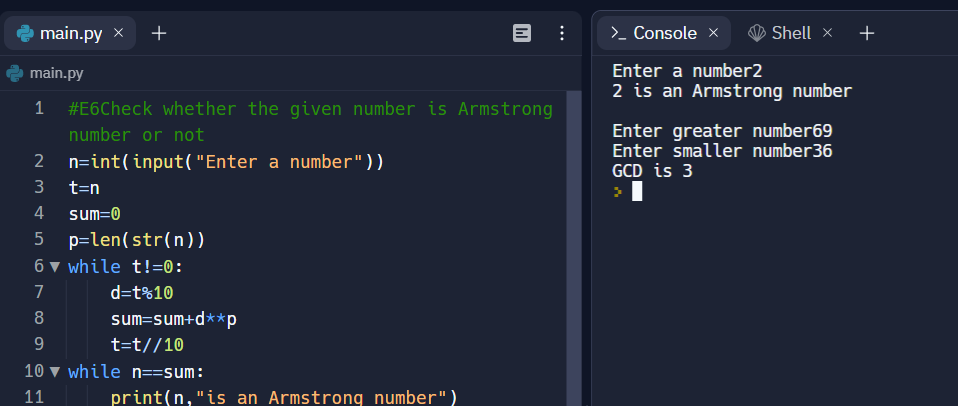 main.py × +
main.py
1 #E6Check whether the given number is Armstrong
number or not
2 n=int(input("Enter a number"))
3 t=n
4 sum=0
5 p=len(str(n))
6 while t!=0:
7 d=t%10
8 sum=sum+d**p
9 t=t//10
10 while n==sum:
11 print(n,"is an Armstrong number")
>_ Console × Shell × +
Enter a number2
2 is an Armstrong number
Enter greater number69
Enter smaller number36
GCD is 3
>